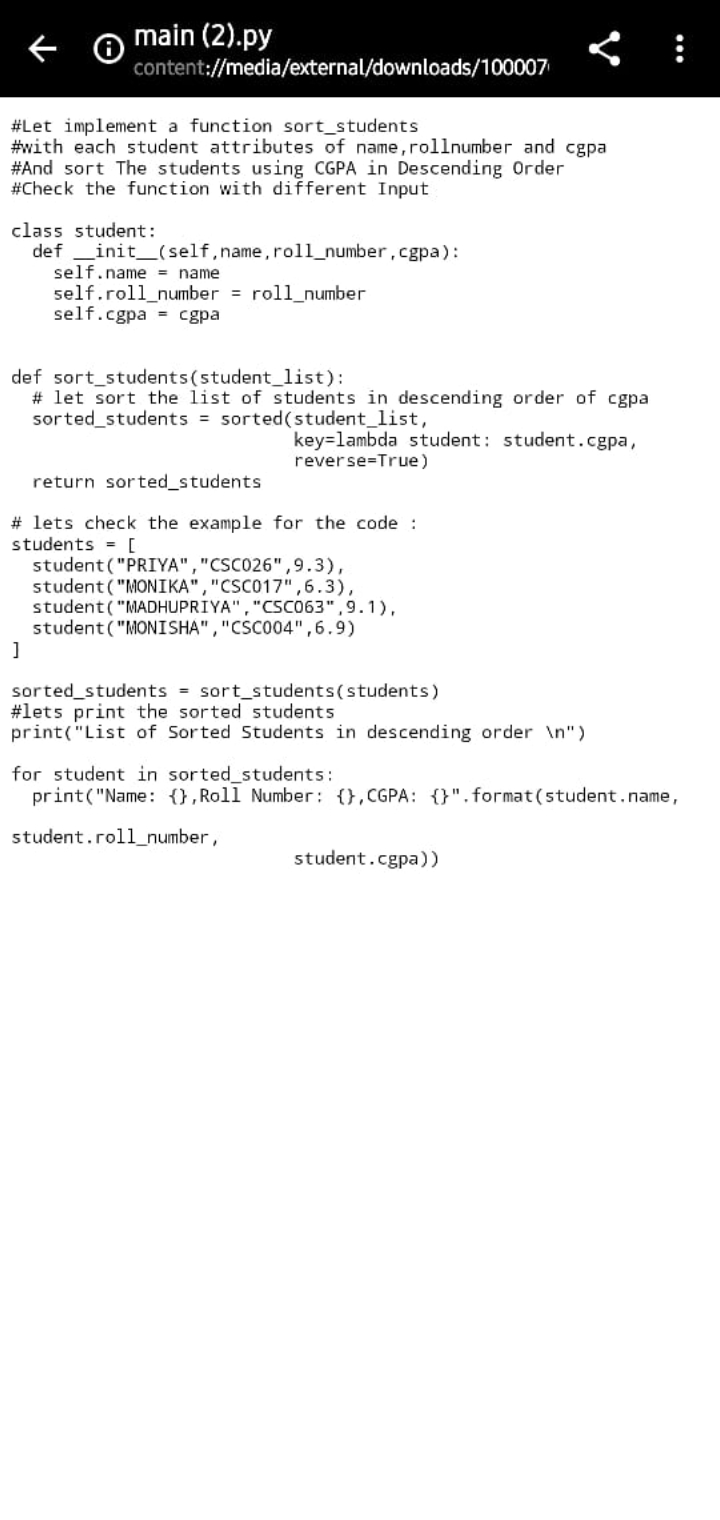 main (2).py
content://media/external/downloads/100007
#Let implement a function sort_students
#with each student attributes of name,rollnumber and cgpa
#And sort The students using CGPA in Descending Order
#Check the function with different Input
class student:
  def __init__(self,name,roll_number,cgpa):
    self.name = name
    self.roll_number = roll_number
    self.cgpa = cgpa
def sort_students(student_list):
  # let sort the list of students in descending order of cgpa
  sorted_students = sorted(student_list,
                           key=lambda student: student.cgpa,
                           reverse=True)
  return sorted_students
# lets check the example for the code :
students = [
  student("PRIYA","CSC026",9.3),
  student("MONIKA","CSC017",6.3),
  student("MADHUPRIYA","CSC063",9.1),
  student("MONISHA","CSC004",6.9)
]
sorted_students = sort_students(students)
#lets print the sorted students
print("List of Sorted Students in descending order \n")
for student in sorted_students:
  print("Name: {},Roll Number: {},CGPA: {}".format(student.name,
student.roll_number,
                           student.cgpa))